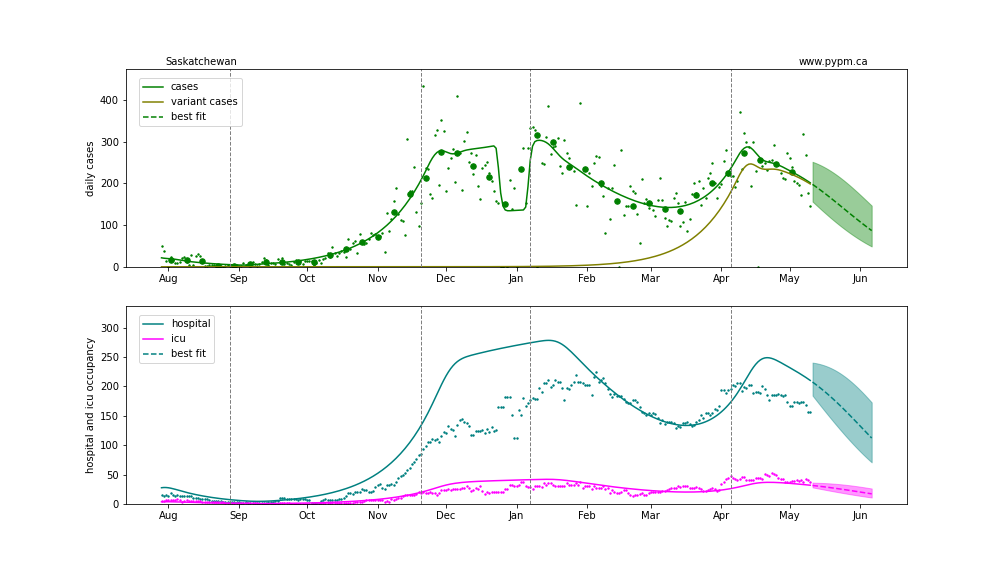 Saskatchewan
www.pypm.ca
daily cases
400
300
200
100
0
cases
variant cases
best fit
Aug Sep Oct Nov Dec Jan Feb Mar Apr May Jun
hospital and icu occupancy
300
250
200
150
100
50
0
hospital
icu
best fit
Aug Sep Oct Nov Dec Jan Feb Mar Apr May Jun